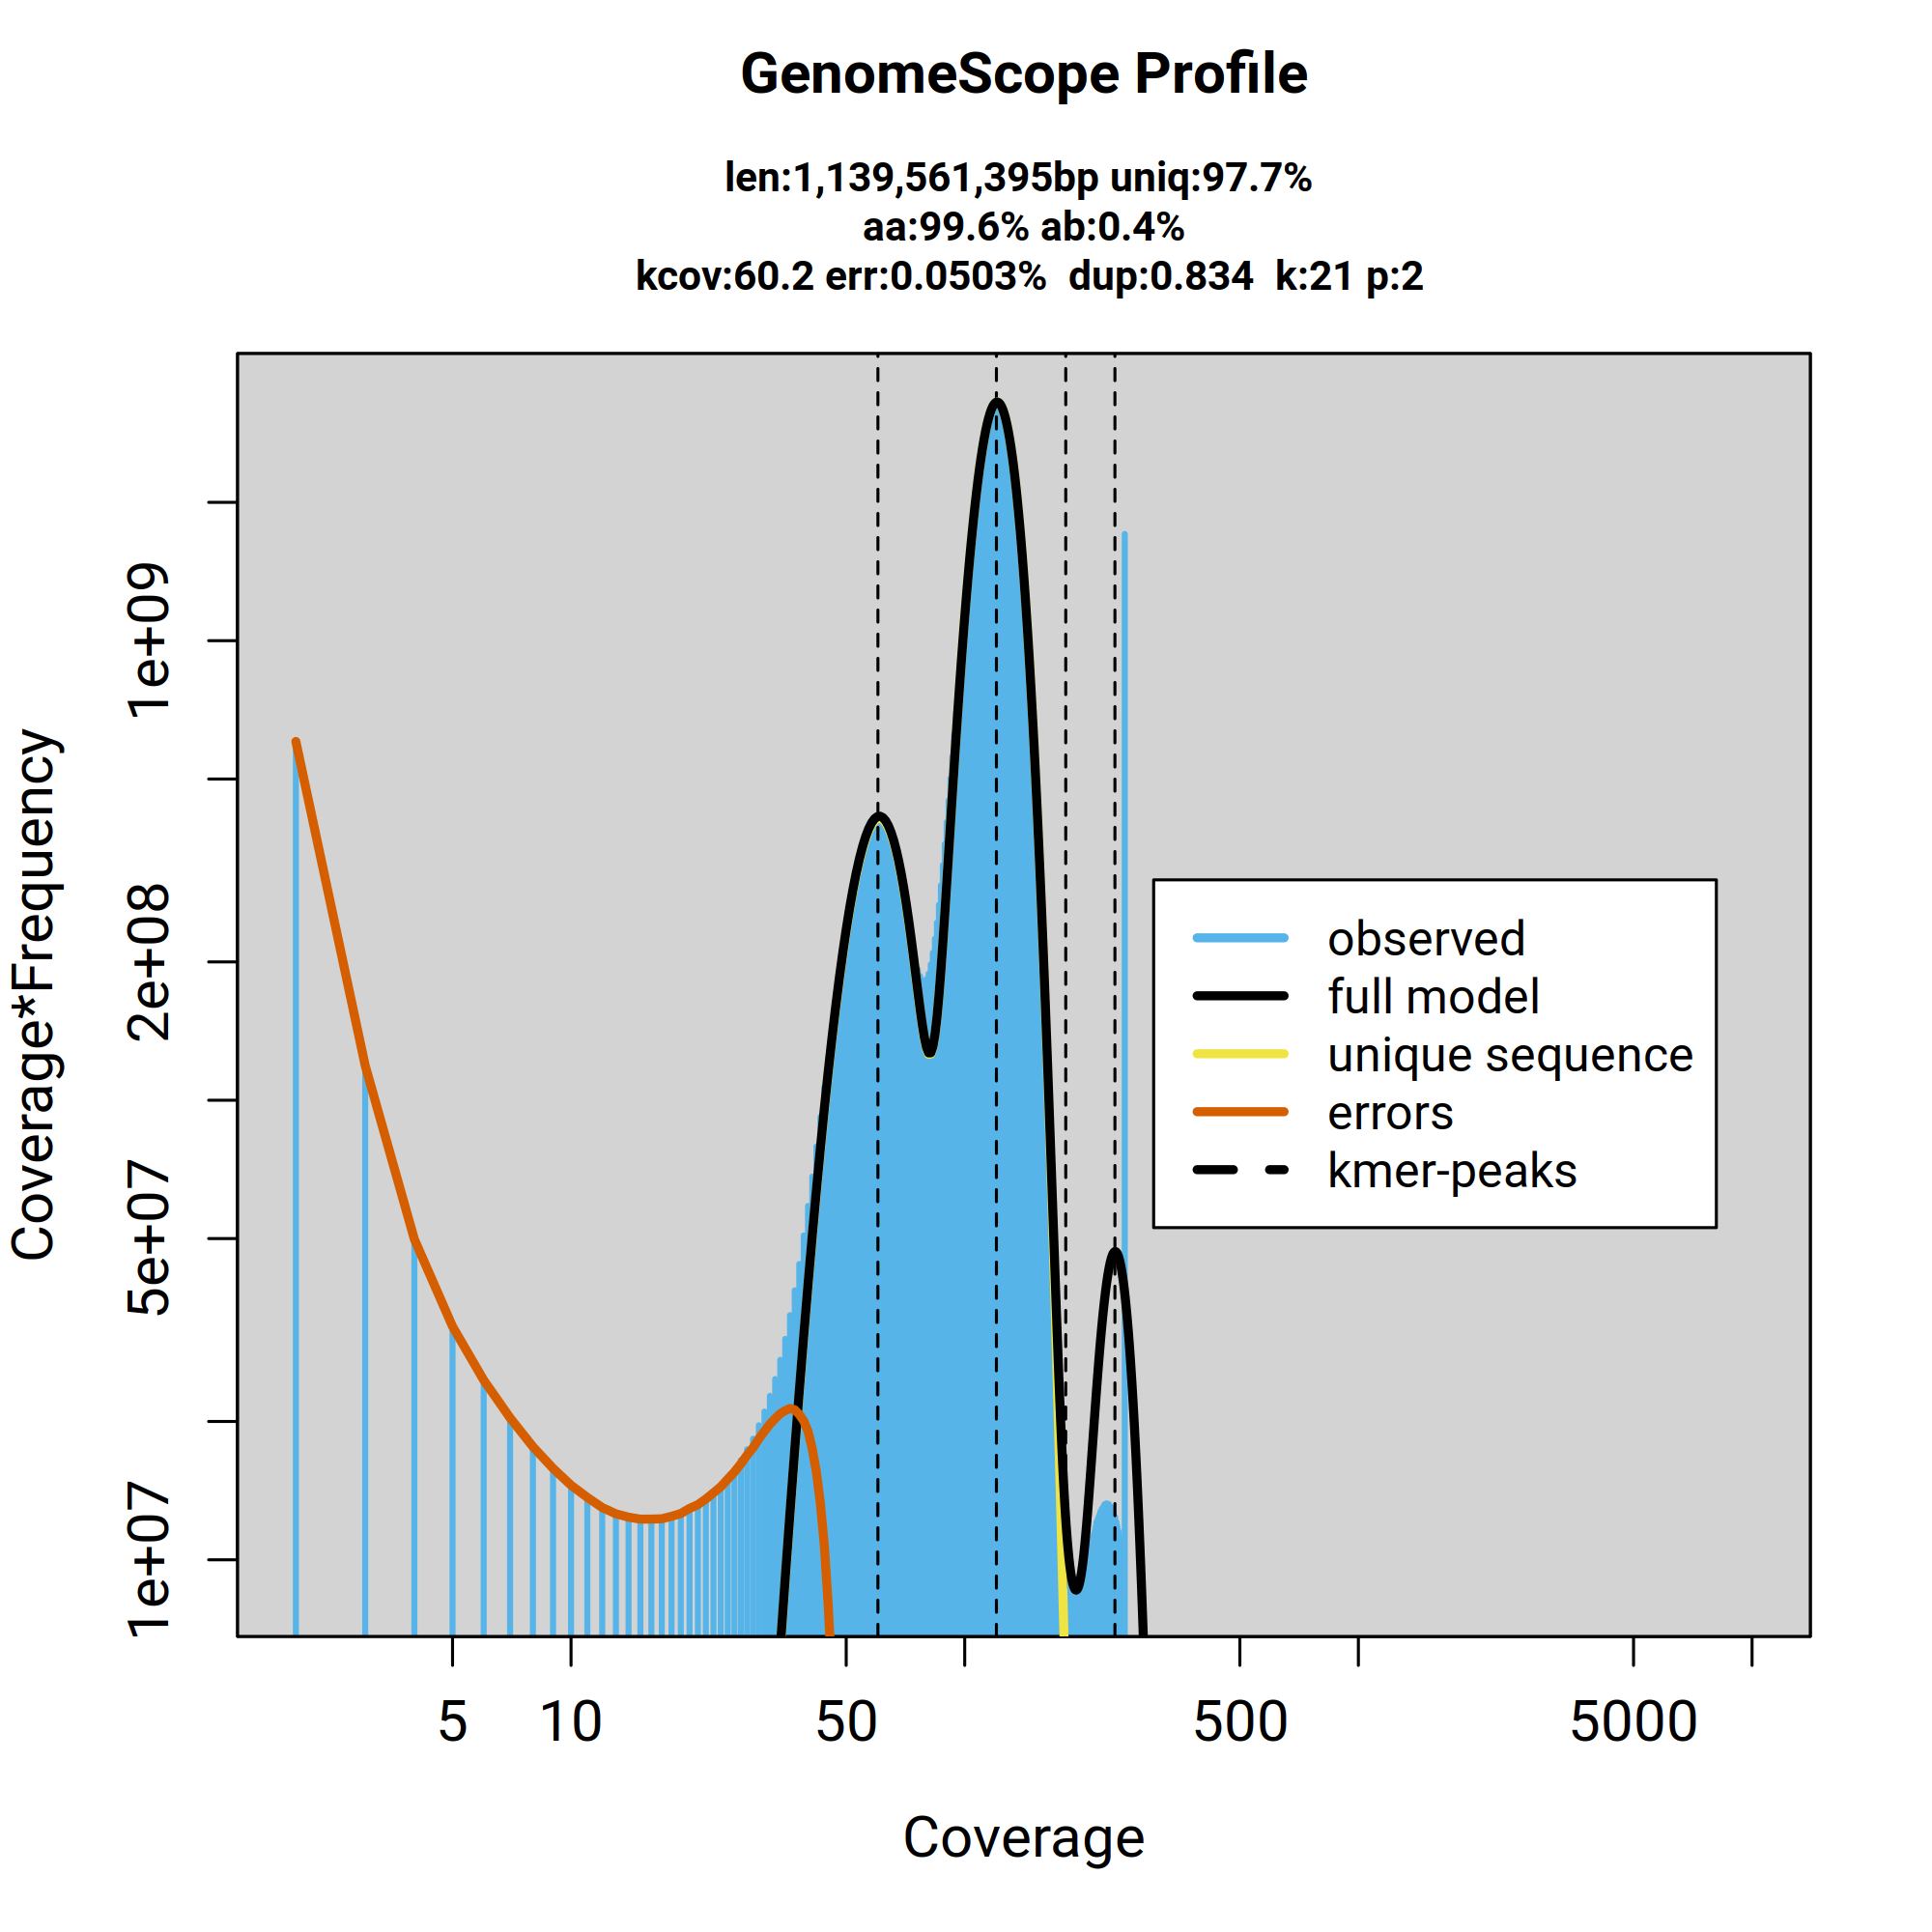 GenomeScope Profile
len:1,139,561,395bp uniq:97.7%
aa:99.6% ab:0.4%
kcov:60.2 err:0.0503% dup:0.834 k:21 p:2
Coverage*Frequency
1e+09
2e+08
5e+07
1e+07
observed
full model
unique sequence
errors
kmer-peaks
5 10 50 500 5000
Coverage